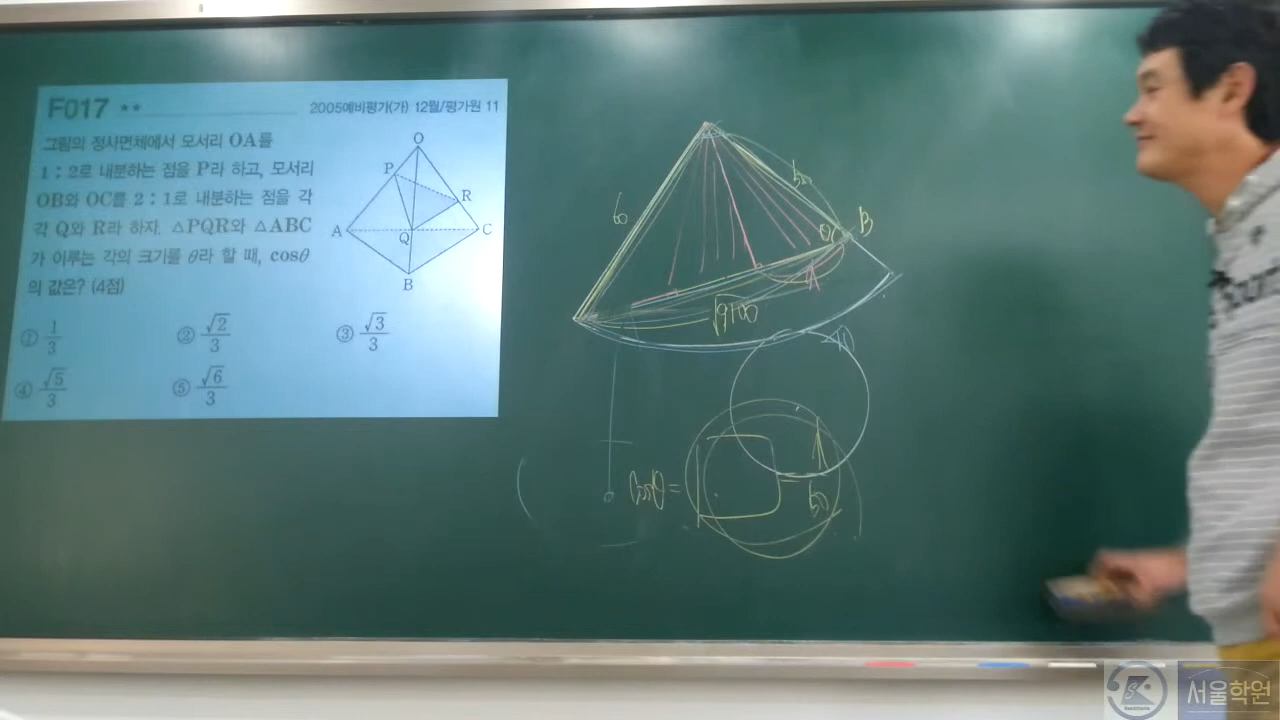 F017 ★★
2005예비평가(가) 12월/평가원 11
그림의 정사면체에서 모서리 OA를
1 : 2로 내분하는 점을 P라 하고, 모서리
OB와 OC를 2 : 1로 내분하는 점을 각
각 Q와 R라 하자. △PQR와 △ABC
가 이루는 각의 크기를 θ라 할 때, cosθ
의 값은? (4점)
O
P
R
A
Q
C
B
① 1/3
② √2/3
③ √3/3
④ √5/3
⑤ √6/3
60
50
B
A
√9100
cosθ =
50
서울학원